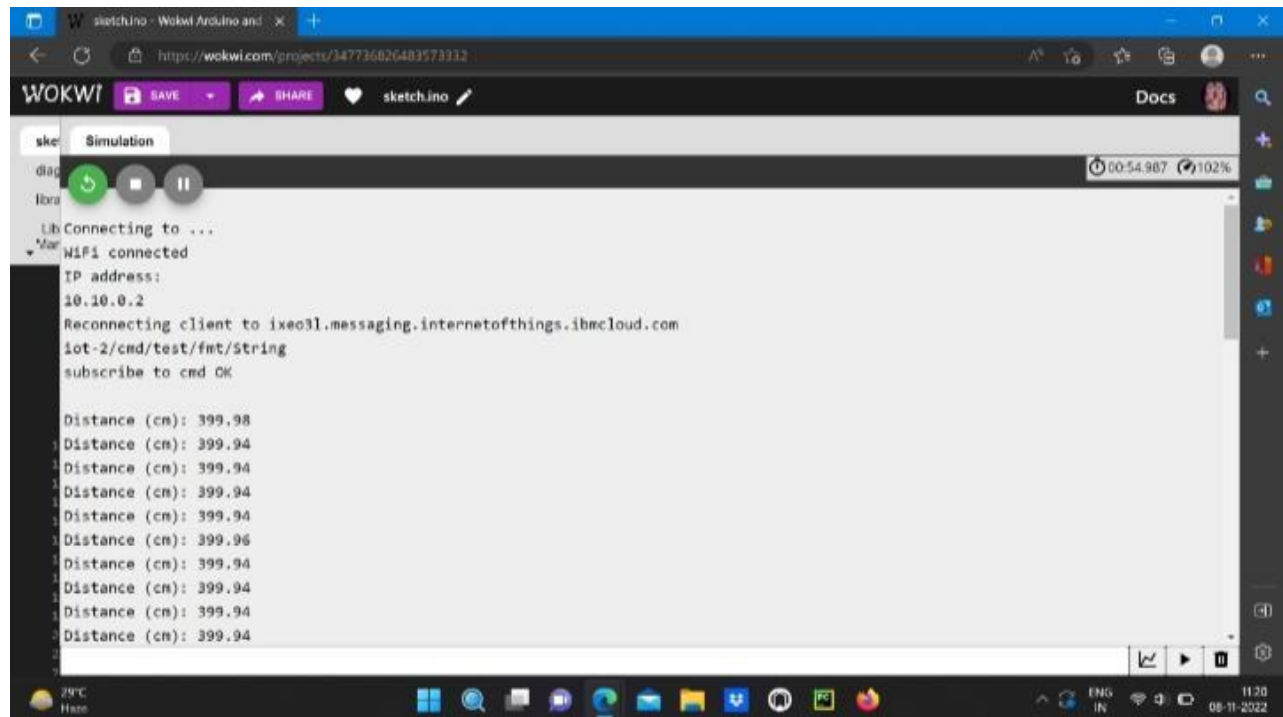 sketch.ino - Wokwi Arduino and
https://wokwi.com/projects/347736826483573332
WOKWI SAVE SHARE sketch.ino Docs
ske Simulation
diag
00:54.987 102%
libra
Lib
Connecting to ...
WiFi connected
IP address:
10.10.0.2
Reconnecting client to ixeo3l.messaging.internetofthings.ibmcloud.com
iot-2/cmd/test/fmt/String
subscribe to cmd OK
Distance (cm): 399.98
Distance (cm): 399.94
Distance (cm): 399.94
Distance (cm): 399.94
Distance (cm): 399.94
Distance (cm): 399.96
Distance (cm): 399.94
Distance (cm): 399.94
Distance (cm): 399.94
Distance (cm): 399.94
29°C
Haze
ENG
IN
11:20
08-11-2022